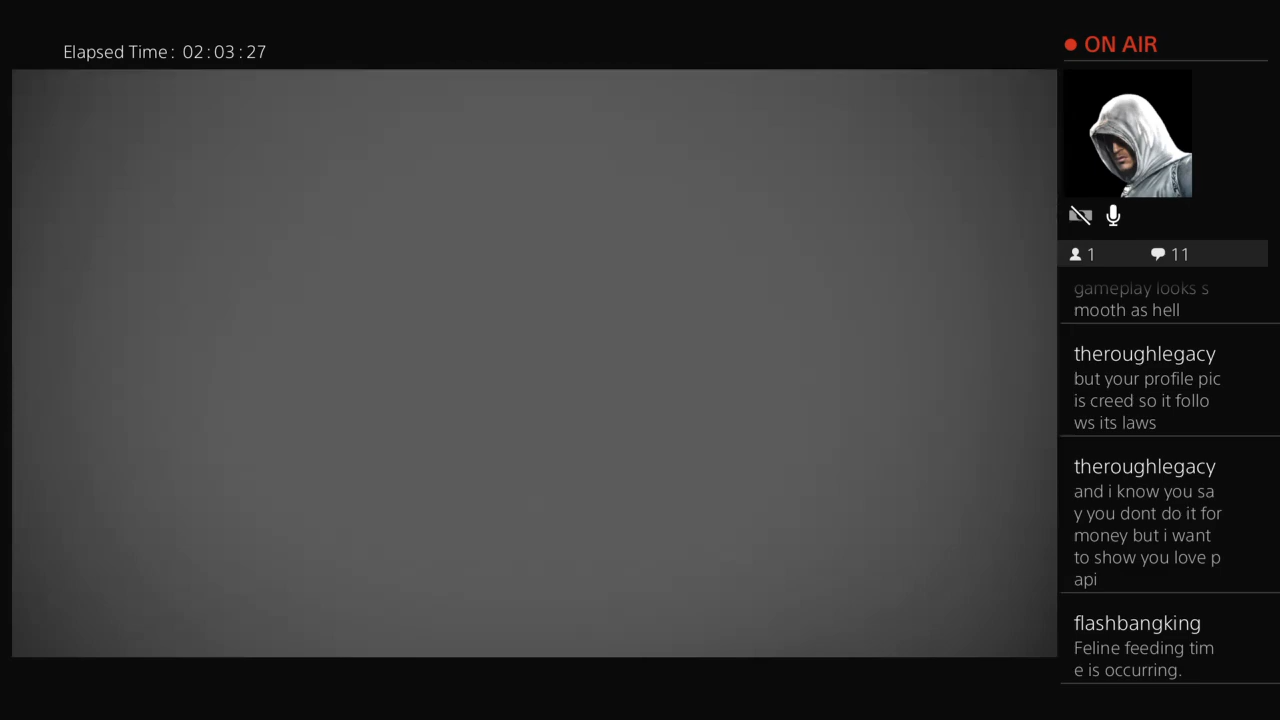 Elapsed Time: 02:03:27
ON AIR
1 11
gameplay looks s
mooth as hell
theroughlegacy
but your profile pic
is creed so it follo
ws its laws
theroughlegacy
and i know you sa
y you dont do it for
money but i want
to show you love p
api
flashbangking
Feline feeding tim
e is occurring.